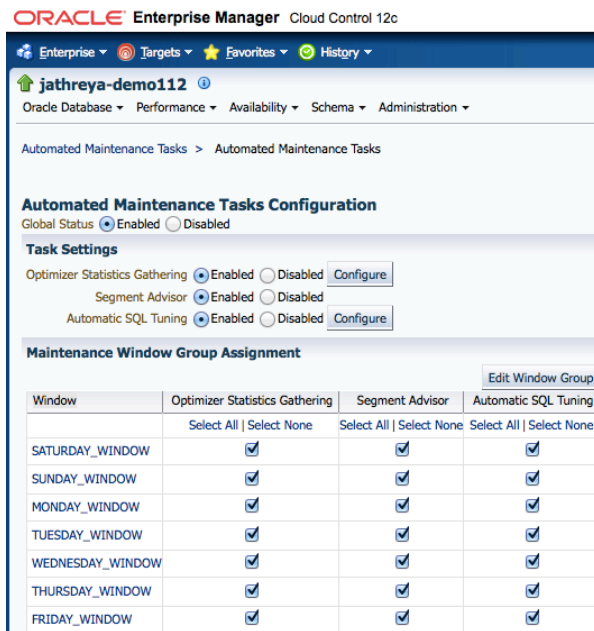 ORACLE Enterprise Manager Cloud Control 12c
Enterprise Targets Favorites History
jathreya-demo112
Oracle Database Performance Availability Schema Administration
Automated Maintenance Tasks > Automated Maintenance Tasks
Automated Maintenance Tasks Configuration
Global Status Enabled Disabled
Task Settings
Optimizer Statistics Gathering Enabled Disabled Configure
Segment Advisor Enabled Disabled
Automatic SQL Tuning Enabled Disabled Configure
Maintenance Window Group Assignment
Edit Window Group
Window Optimizer Statistics Gathering Segment Advisor Automatic SQL Tuning
Select All | Select None Select All | Select None Select All | Select None
SATURDAY_WINDOW
SUNDAY_WINDOW
MONDAY_WINDOW
TUESDAY_WINDOW
WEDNESDAY_WINDOW
THURSDAY_WINDOW
FRIDAY_WINDOW